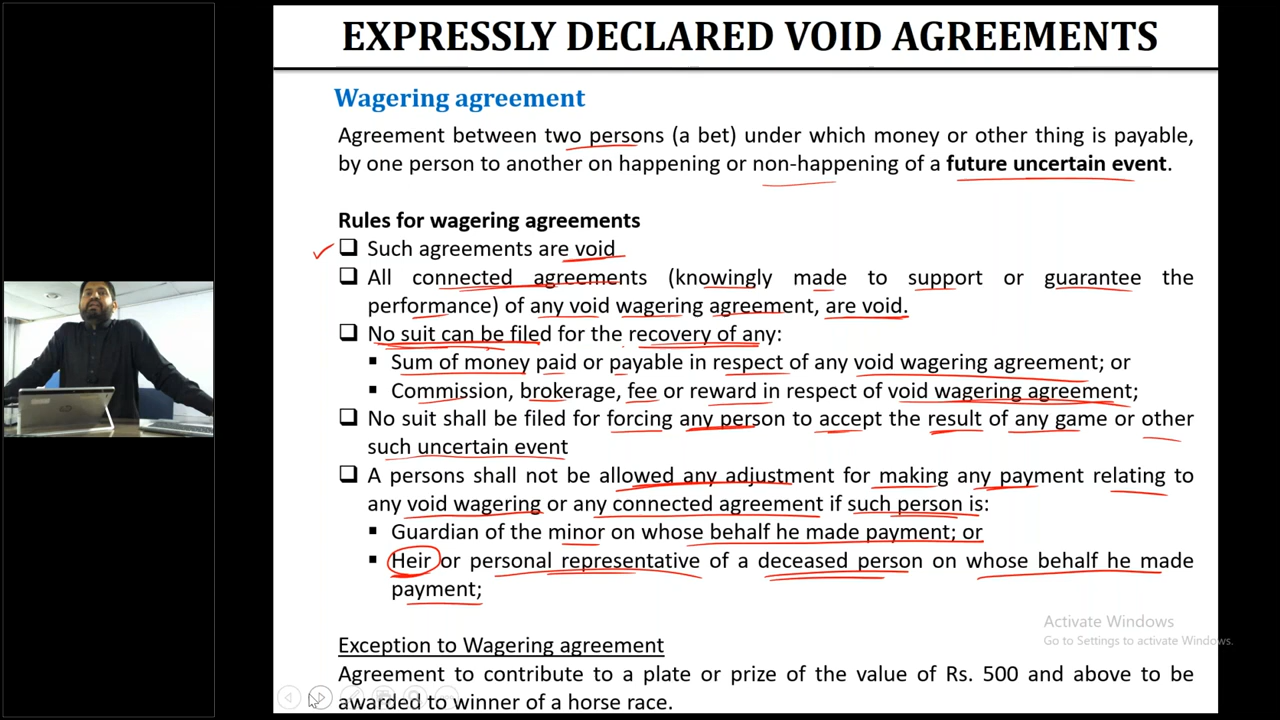 EXPRESSLY DECLARED VOID AGREEMENTS
Wagering agreement
Agreement between two persons (a bet) under which money or other thing is payable,
by one person to another on happening or non-happening of a future uncertain event.
Rules for wagering agreements
Such agreements are void
All connected agreements (knowingly made to support or guarantee the
performance) of any void wagering agreement, are void.
No suit can be filed for the recovery of any:
Sum of money paid or payable in respect of any void wagering agreement; or
Commission, brokerage, fee or reward in respect of void wagering agreement;
No suit shall be filed for forcing any person to accept the result of any game or other
such uncertain event
A persons shall not be allowed any adjustment for making any payment relating to
any void wagering or any connected agreement if such person is:
Guardian of the minor on whose behalf he made payment; or
Heir or personal representative of a deceased person on whose behalf he made
payment;
Exception to Wagering agreement
Agreement to contribute to a plate or prize of the value of Rs. 500 and above to be
awarded to winner of a horse race.
Activate Windows
Go to Settings to activate Windows.